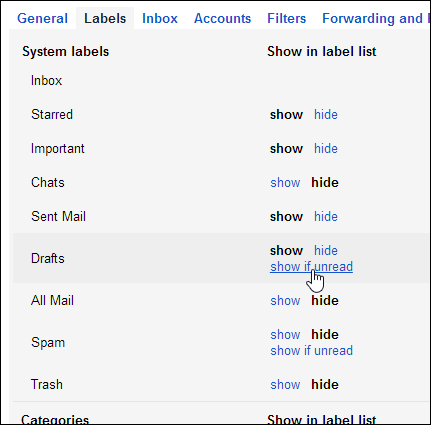 General Labels Inbox Accounts Filters Forwarding and
System labels Show in label list
Inbox
Starred show hide
Important show hide
Chats show hide
Sent Mail show hide
Drafts show hide
show if unread
All Mail show hide
Spam show hide
show if unread
Trash show hide
Categories Show in label list